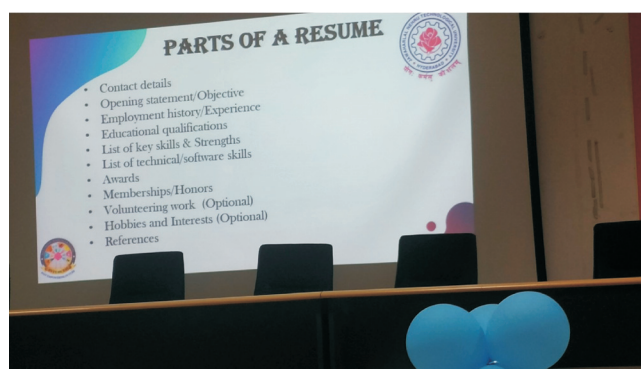 PARTS OF A RESUME
• Contact details
• Opening statement/Objective
• Employment history/Experience
• Educational qualifications
• List of key skills & Strengths
• List of technical/software skills
• Awards
• Memberships/Honors
• Volunteering work (Optional)
• Hobbies and Interests (Optional)
• References